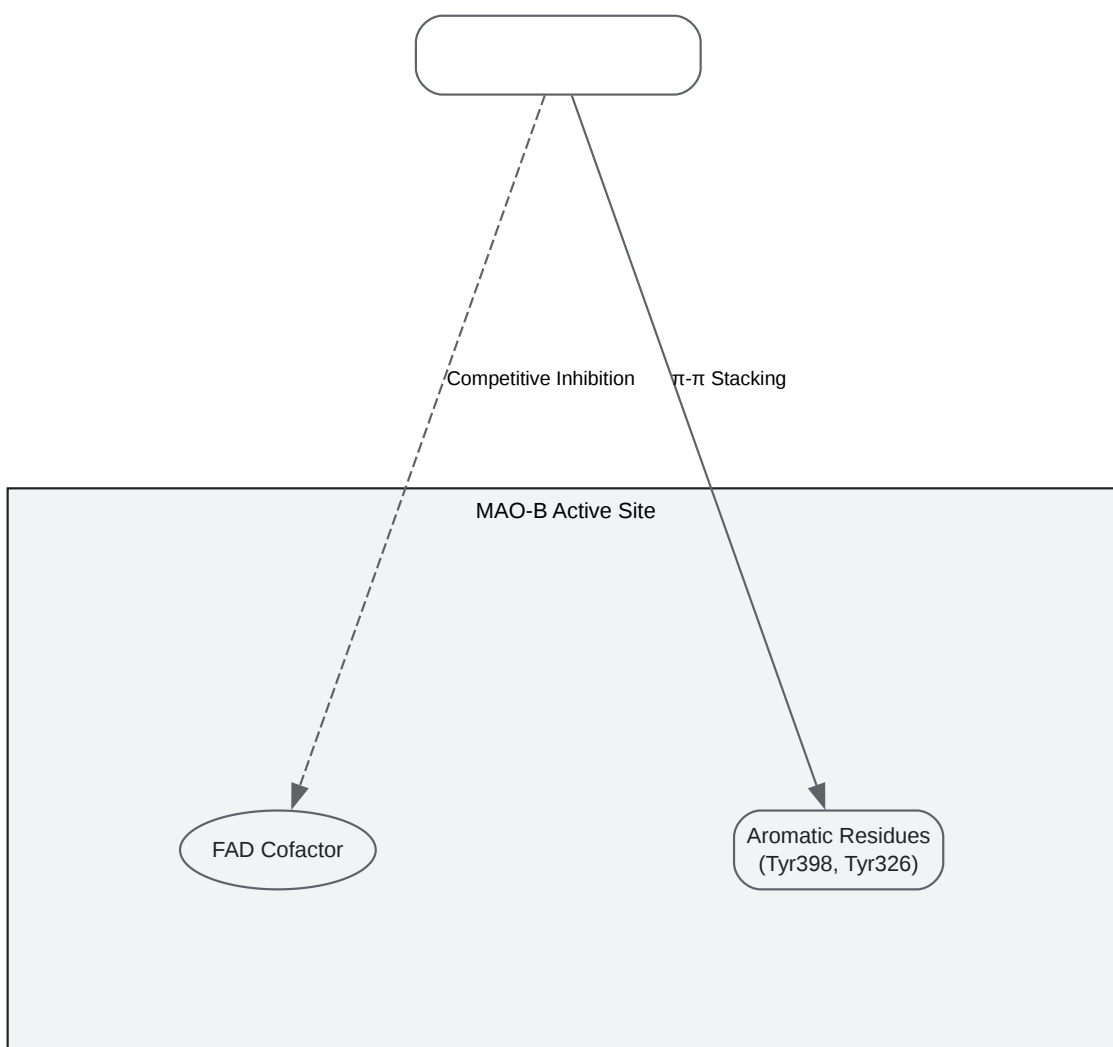 Competitive Inhibition
π-π Stacking
MAO-B Active Site
FAD Cofactor
Aromatic Residues
(Tyr398, Tyr326)